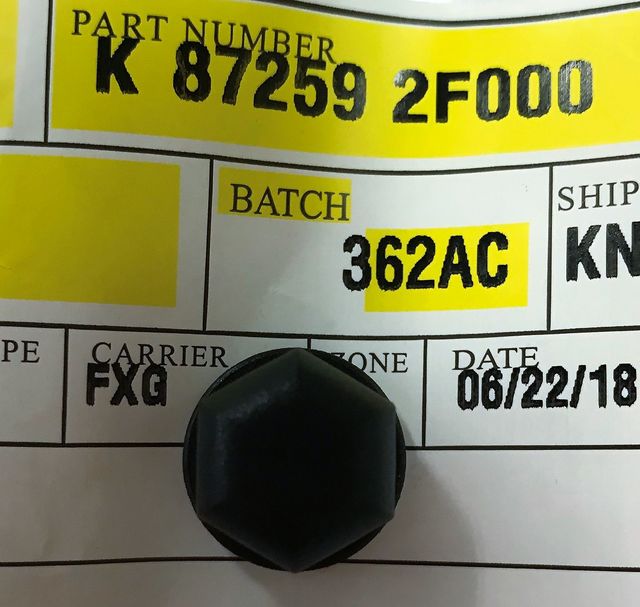 PART NUMBER
K 87259 2F000
BATCH
362AC
SHIP
KN
PE
CARRIER
FXG
ZONE
DATE
06/22/18